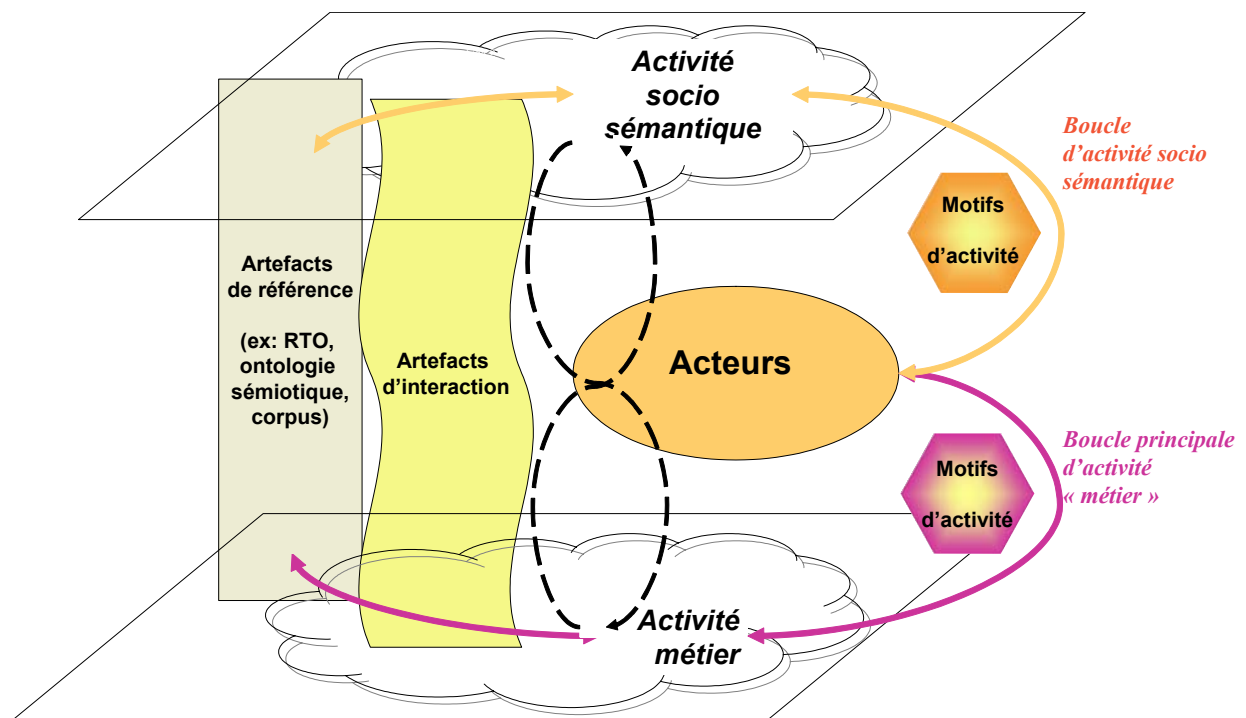 Activité
socio
sémantique
Boucle
d'activité socio
sémantique
Motifs
d'activité
Artefacts
de référence
(ex: RTO,
ontologie
sémiotique,
corpus)
Artefacts
d'interaction
Acteurs
Boucle principale
d'activité
« métier »
Motifs
d'activité
Activité
métier